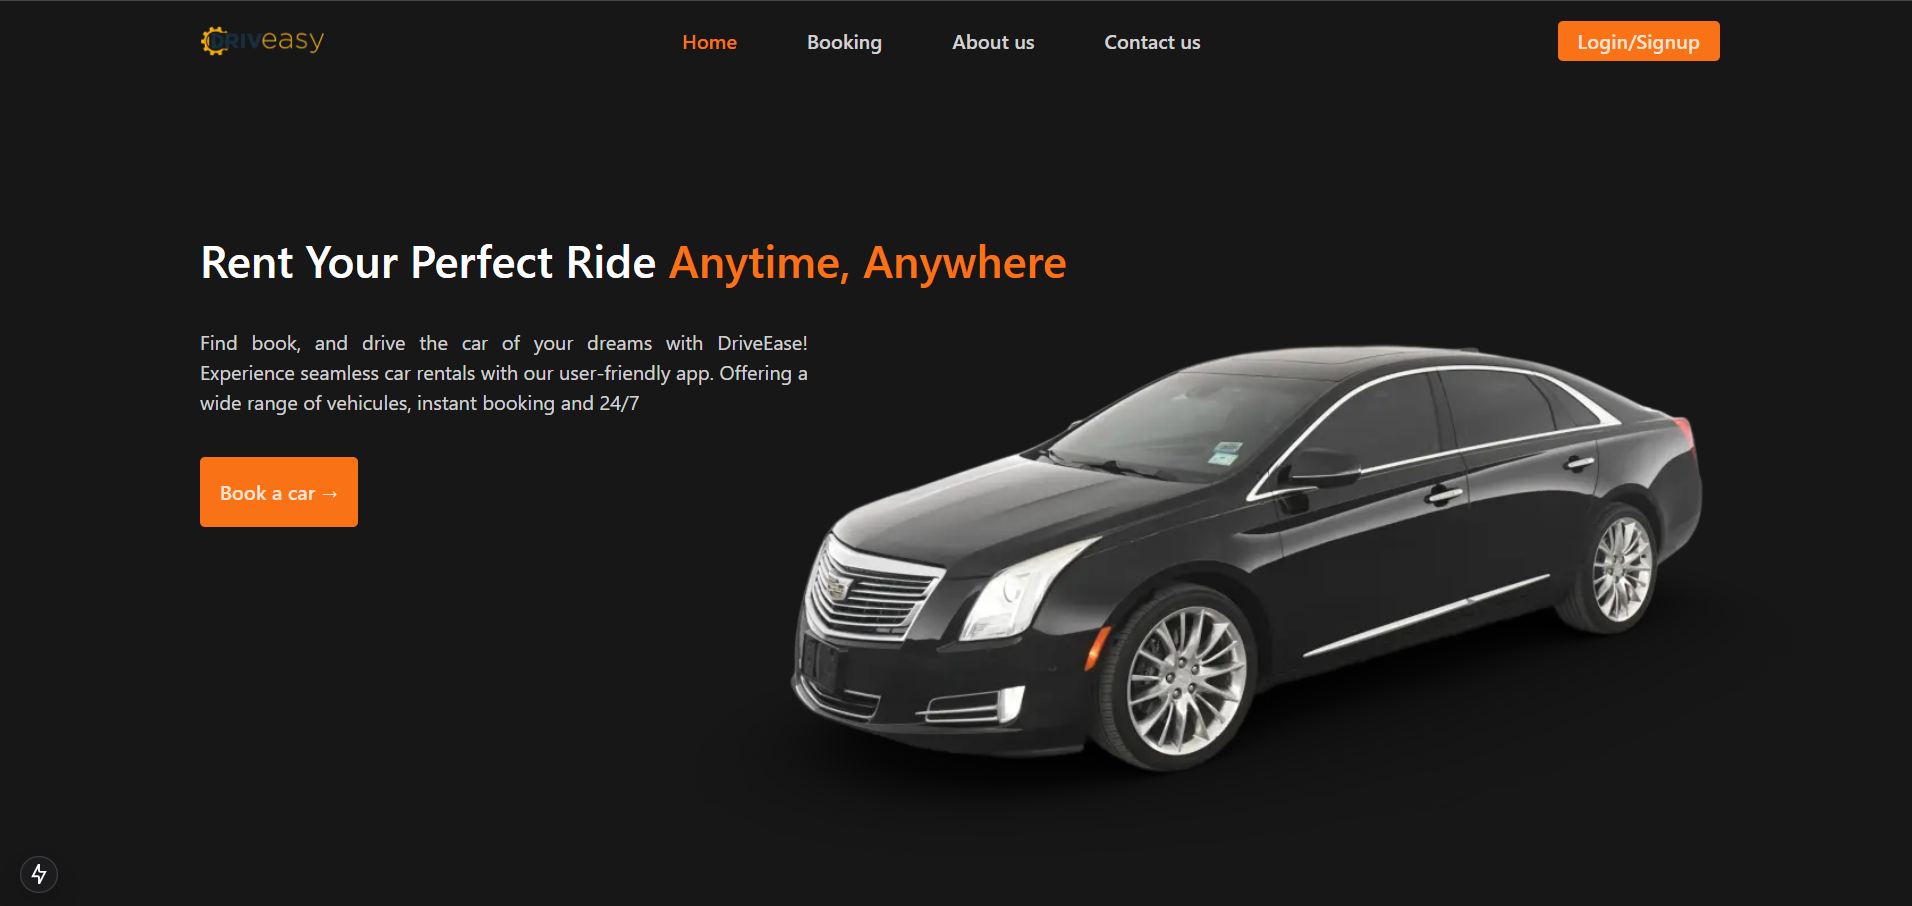 DRIVeasy
Home
Booking
About us
Contact us
Login/Signup
Rent Your Perfect Ride Anytime, Anywhere
Find book, and drive the car of your dreams with DriveEase!
Experience seamless car rentals with our user-friendly app. Offering a
wide range of vehicules, instant booking and 24/7
Book a car →